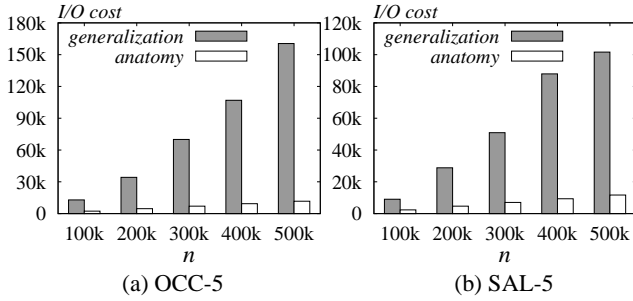 I/O cost
180k
150k
120k
90k
60k
30k
0
generalization
anatomy
100k 200k 300k 400k 500k
n
(a) OCC-5
I/O cost
120k
100k
80k
60k
40k
20k
0
generalization
anatomy
100k 200k 300k 400k 500k
n
(b) SAL-5